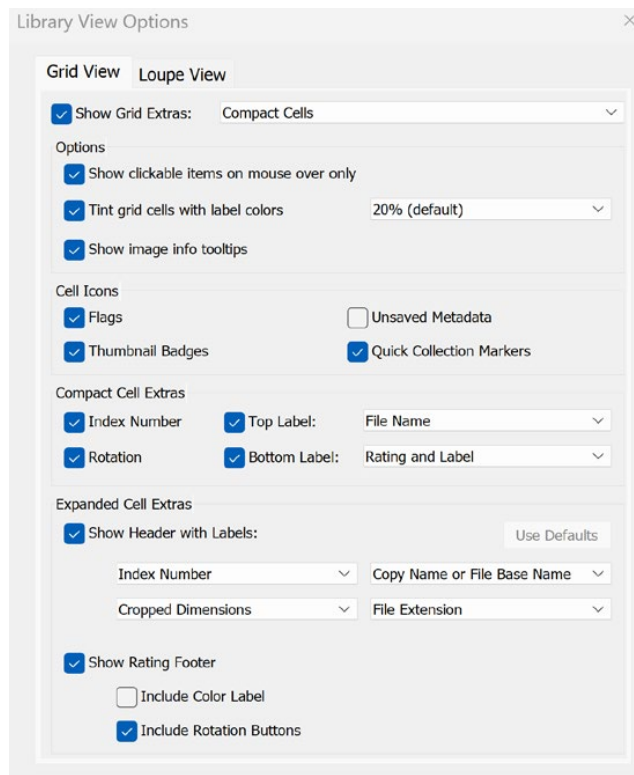 Library View Options
Grid View Loupe View
Show Grid Extras: Compact Cells
Options
Show clickable items on mouse over only
Tint grid cells with label colors 20% (default)
Show image info tooltips
Cell Icons
Flags Unsaved Metadata
Thumbnail Badges Quick Collection Markers
Compact Cell Extras
Index Number Top Label: File Name
Rotation Bottom Label: Rating and Label
Expanded Cell Extras
Show Header with Labels: Use Defaults
Index Number Copy Name or File Base Name
Cropped Dimensions File Extension
Show Rating Footer
Include Color Label
Include Rotation Buttons